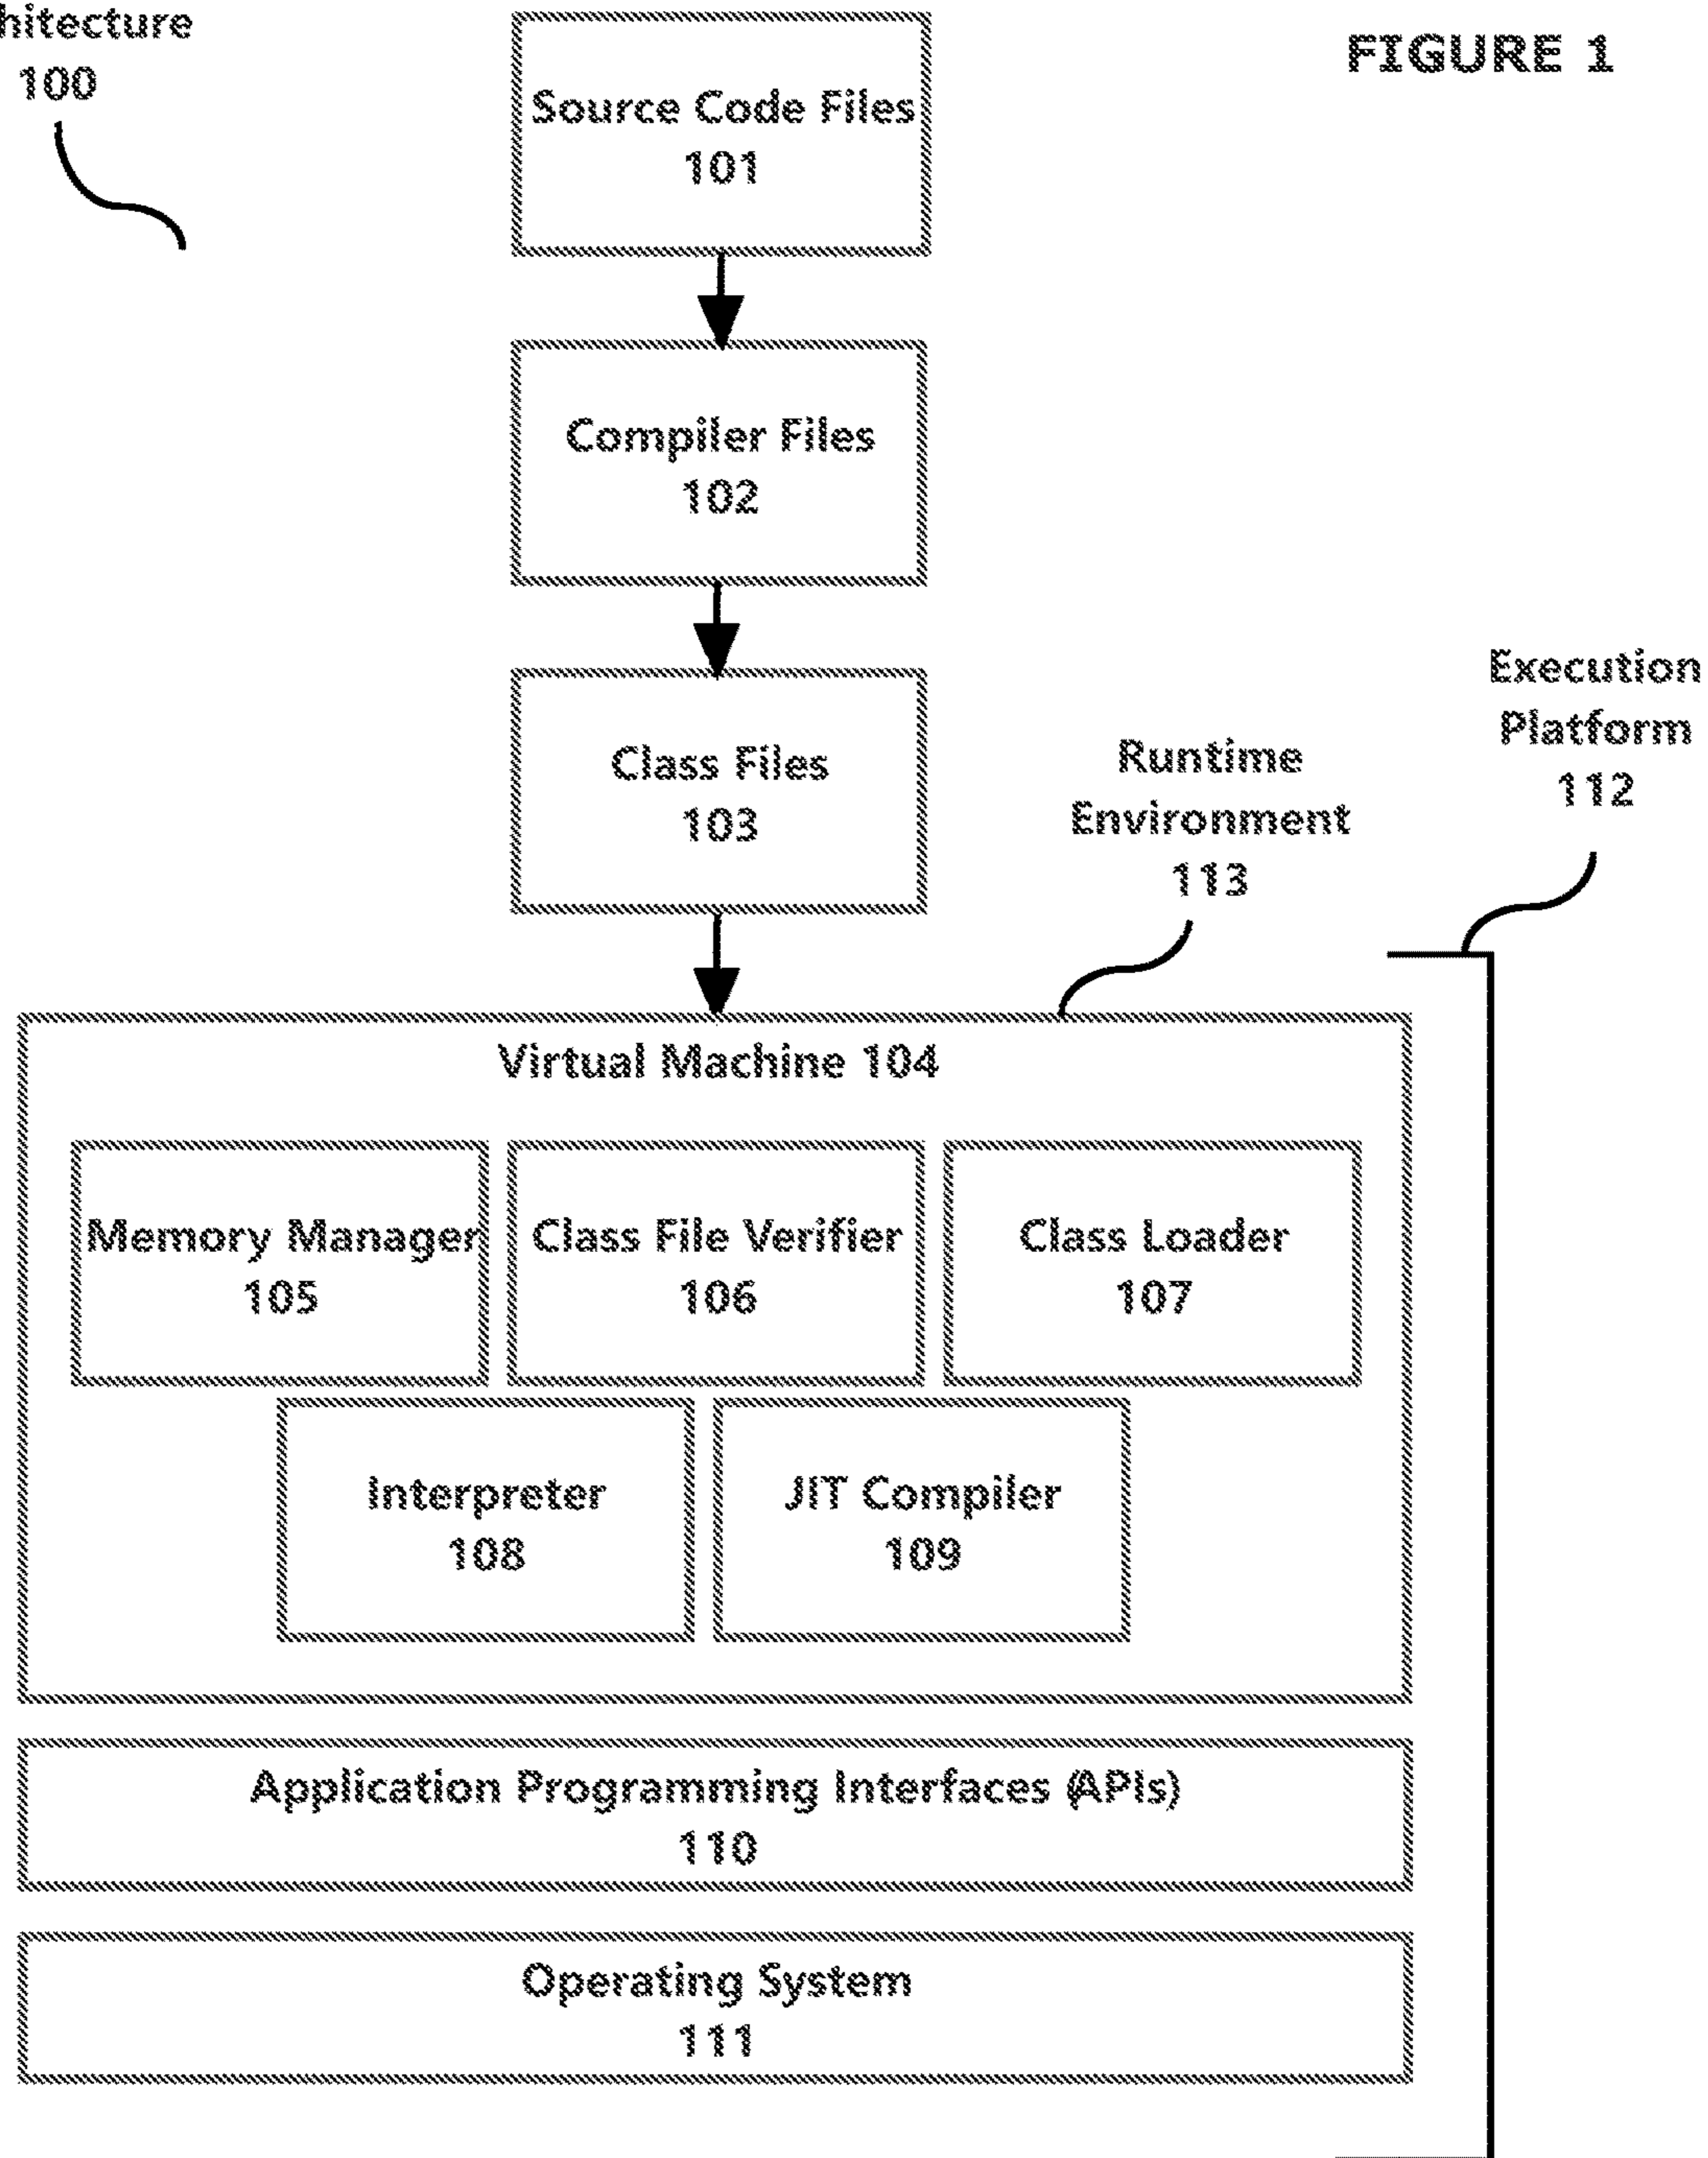 hitecture
100
FIGURE 1
Source Code Files
101
Compiler Files
102
Class Files
103
Execution
Platform
112
Runtime
Environment
113
Virtual Machine 104
Memory Manager
105
Class File Verifier
106
Class Loader
107
Interpreter
108
JIT Compiler
109
Application Programming Interfaces (APIs)
110
Operating System
111